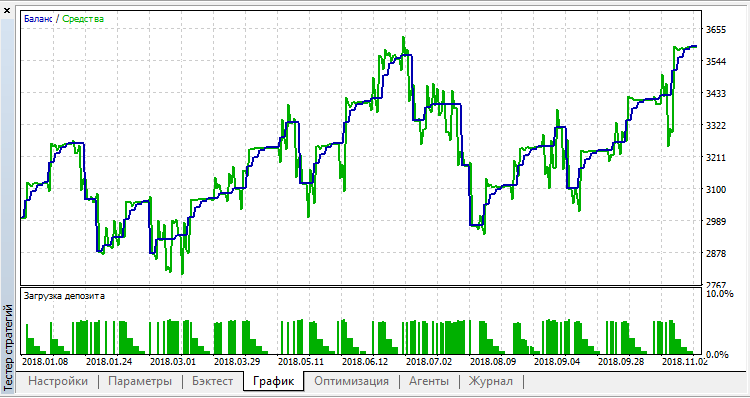 Баланс / Средства
3655
3544
3433
3322
3211
3100
2989
2878
2767
Загрузка депозита
10.0%
0.0%
2018.01.08 2018.01.24 2018.03.01 2018.03.29 2018.05.11 2018.06.12 2018.07.02 2018.08.09 2018.09.04 2018.09.28 2018.11.02
Тестер стратегий
Настройки | Параметры | Бэктест | График | Оптимизация | Агенты | Журнал |